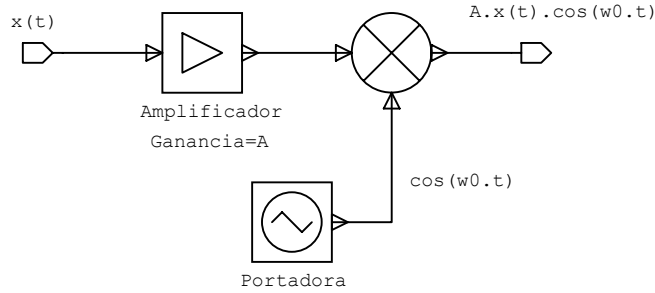 x(t)
A.x(t).cos(w0.t)
Amplificador
Ganancia=A
cos(w0.t)
Portadora